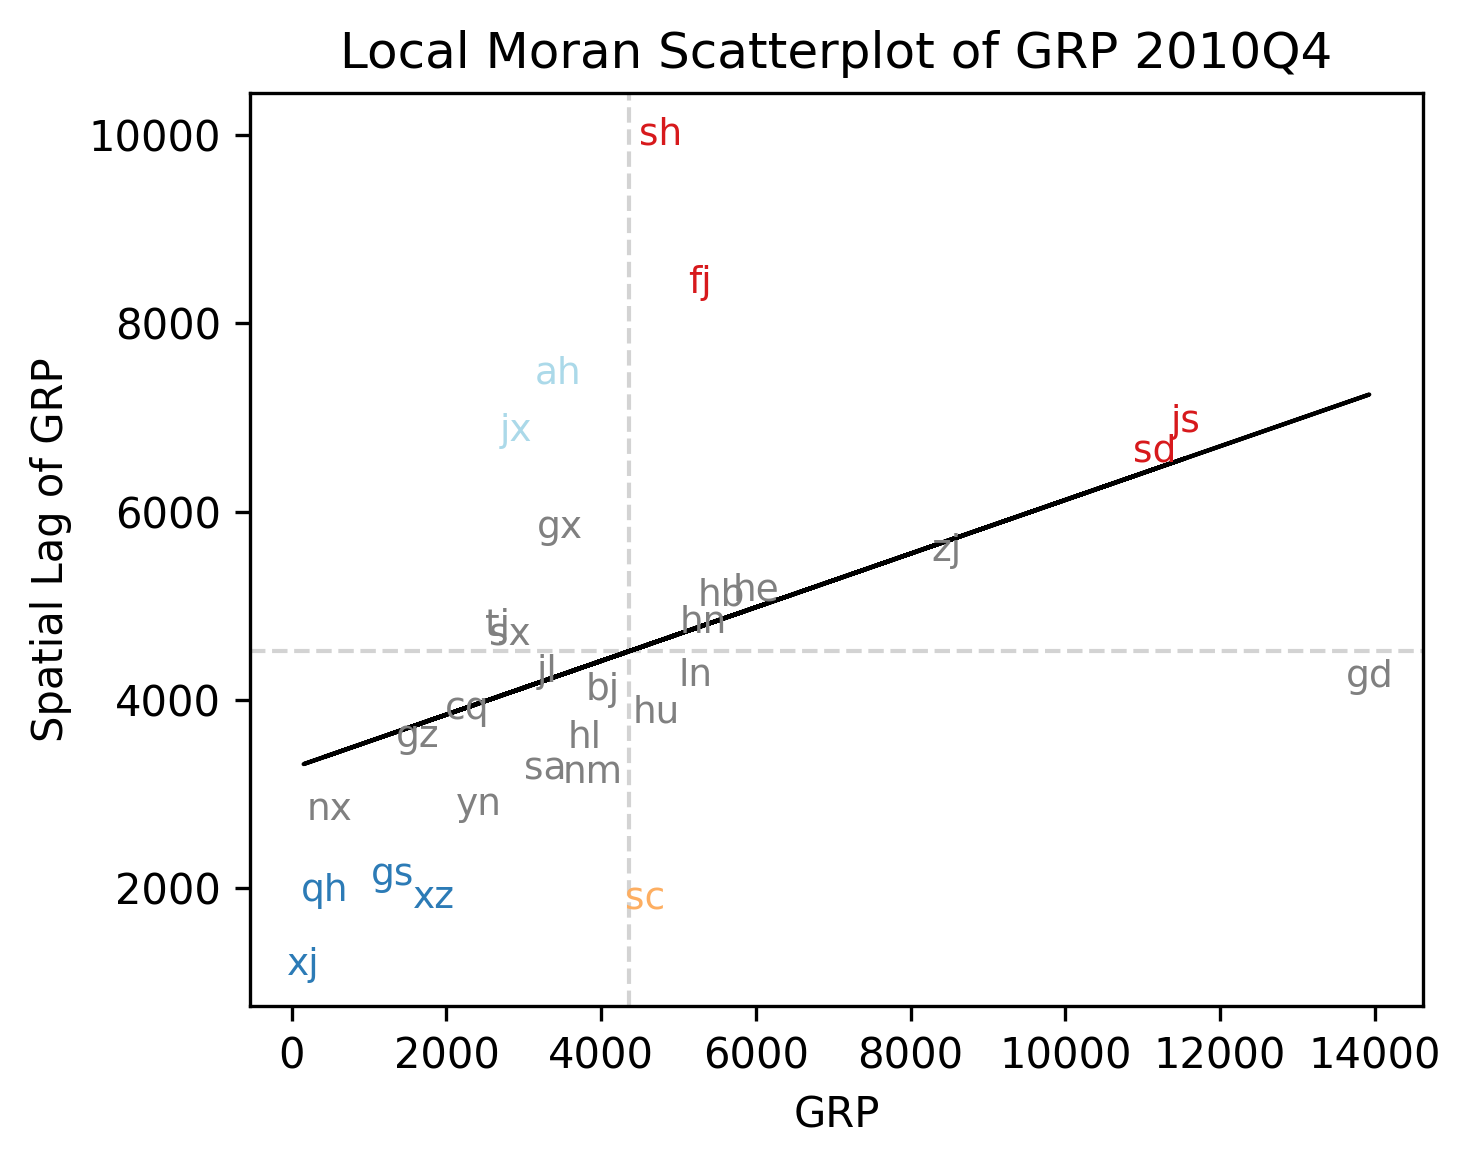 Local Moran Scatterplot of GRP 2010Q4
10000
8000
6000
4000
2000
Spatial Lag of GRP
sh
fj
ah
jx
js
sd
gx
zj
hb
he
hn
tj
sx
jl
ln
gd
bj
cq
hu
gz
hl
sa
nm
nx
yn
gs
qh
xz
sc
xj
0 2000 4000 6000 8000 10000 12000 14000
GRP